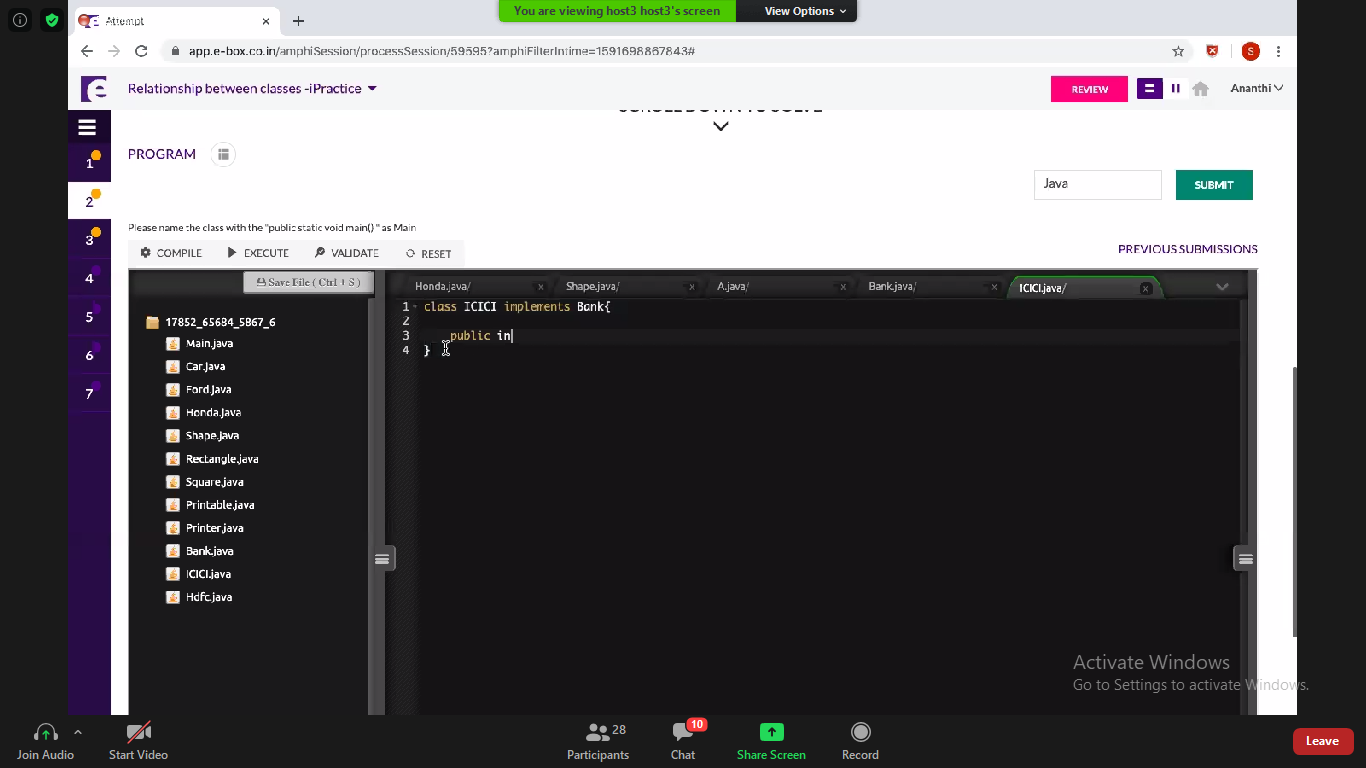 You are viewing host3 host3's screen
View Options
Attempt
app.e-box.co.in/amphiSession/processSession/59595?amphiFilterIntime=1591698867843#
S
Relationship between classes -iPractice
REVIEW
Ananthi
PROGRAM
Java
SUBMIT
Please name the class with the "public static void main() " as Main
COMPILE
EXECUTE
VALIDATE
RESET
PREVIOUS SUBMISSIONS
Save File ( Ctrl + S )
Honda.java/ x
Shape.java/ x
A.java/ x
Bank.java/ x
ICICI.java/ x
1 class ICICI implements Bank{
2
3 public in
4 }
17852_65684_5867_6
Main.java
Car.java
Ford.java
Honda.java
Shape.java
Rectangle.java
Square.java
Printable.java
Printer.java
Bank.java
ICICI.java
Hdfc.java
1
2
3
4
5
6
7
Activate Windows
Go to Settings to activate Windows.
Join Audio
Start Video
28
Participants
10
Chat
Share Screen
Record
Leave